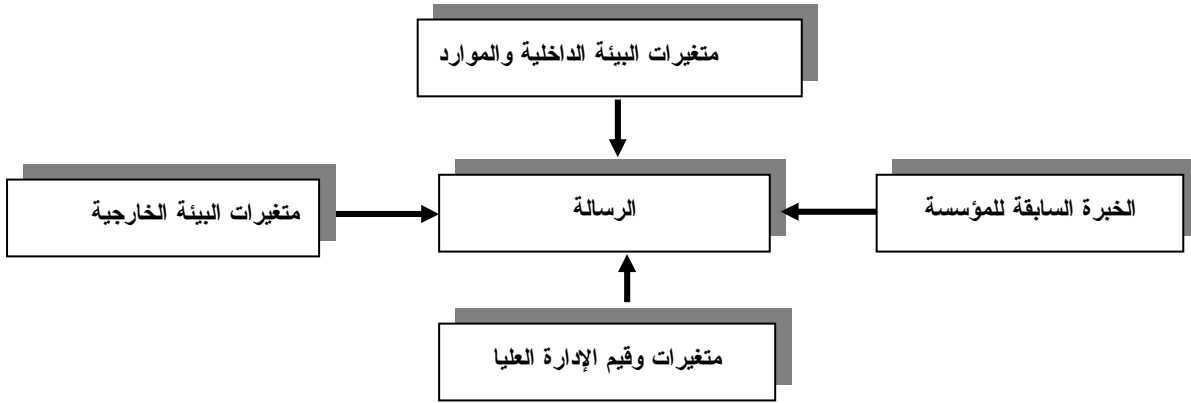 متغيرات البيئة الداخلية والموارد
الخبرة السابقة للمؤسسة
الرسالة
متغيرات البيئة الخارجية
متغيرات وقيم الإدارة العليا